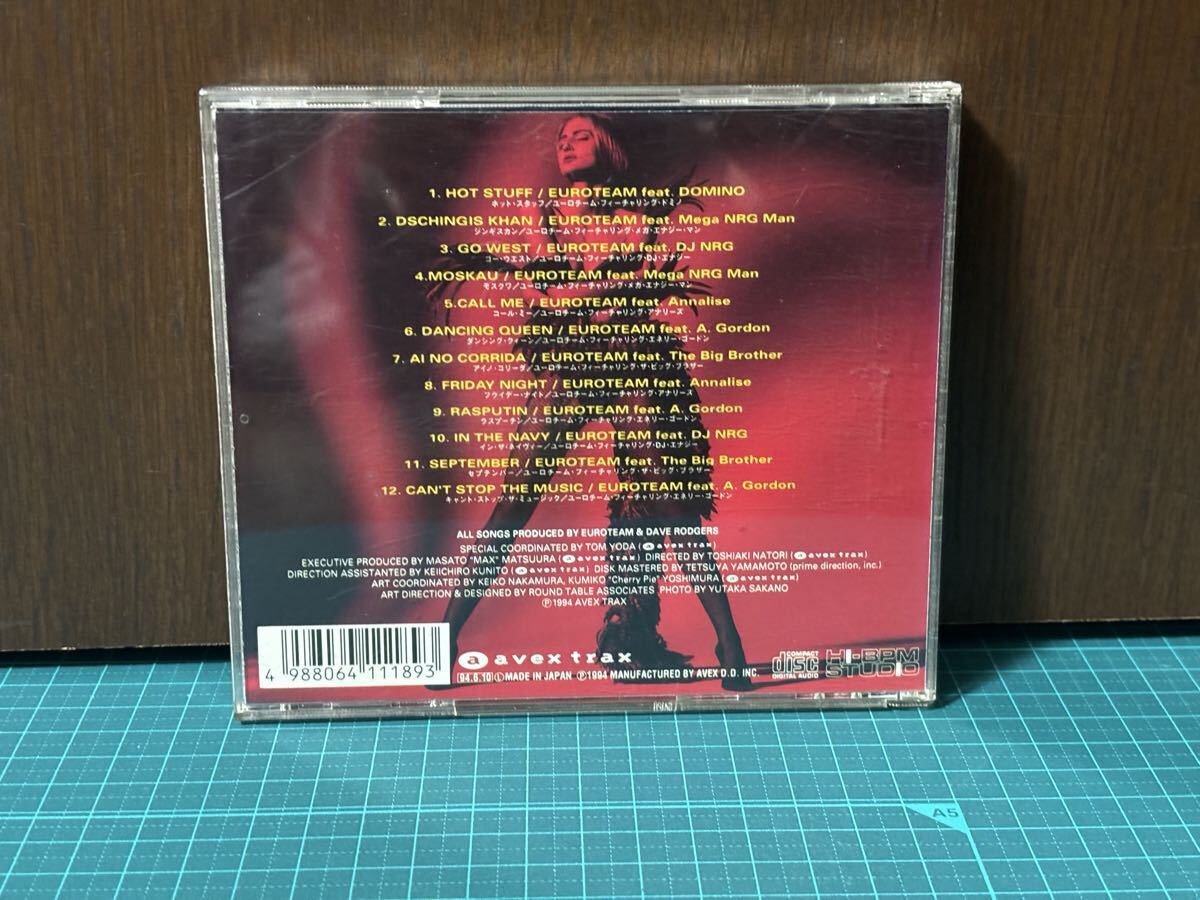 1. HOT STUFF / EUROTEAM feat. DOMINO
ホット・スタッフ/ユーロチーム・フィーチャリング・ドミノ
2. DSCHINGIS KHAN / EUROTEAM feat. Mega NRG Man
ジンギスカン/ユーロチーム・フィーチャリング・メガ・エナジー・マン
3. GO WEST / EUROTEAM feat. DJ NRG
ゴー・ウエスト/ユーロチーム・フィーチャリング・DJ・エナジー
4.MOSKAU / EUROTEAM feat. Mega NRG Man
モスクワ/ユーロチーム・フィーチャリング・メガ・エナジー・マン
5.CALL ME / EUROTEAM feat. Annalise
コール・ミー/ユーロチーム・フィーチャリング・アナリーズ
6. DANCING QUEEN / EUROTEAM feat. A. Gordon
ダンシング・クィーン/ユーロチーム・フィーチャリング・エネリー・ゴードン
7. AI NO CORRIDA / EUROTEAM feat. The Big Brother
アイノ・コリーダ/ユーロチーム・フィーチャリング・ザ・ビッグ・ブラザー
8. FRIDAY NIGHT / EUROTEAM feat. Annalise
フライデー・ナイト/ユーロチーム・フィーチャリング・アナリーズ
9. RASPUTIN / EUROTEAM feat. A. Gordon
ラスプーチン/ユーロチーム・フィーチャリング・エネリー・ゴードン
10. IN THE NAVY / EUROTEAM feat. DJ NRG
イン・ザ・ネイヴィー/ユーロチーム・フィーチャリング・DJ・エナジー
11. SEPTEMBER / EUROTEAM feat. The Big Brother
セプテンバー/ユーロチーム・フィーチャリング・ザ・ビッグ・ブラザー
12. CAN'T STOP THE MUSIC / EUROTEAM feat. A. Gordon
キャント・ストップ・ザ・ミュージック/ユーロチーム・フィーチャリング・エネリー・ゴードン
ALL SONGS PRODUCED BY EUROTEAM & DAVE RODGERS
SPECIAL COORDINATED BY TOM YODA (a avex trax)
EXECUTIVE PRODUCED BY MASATO "MAX" MATSUURA (a avex trax) DIRECTED BY TOSHIAKI NATORI (a avex trax)
DIRECTION ASSISTANTED BY KEIICHIRO KUNITO (a avex trax) DISK MASTERED BY TETSUYA YAMAMOTO (prime direction, inc.)
ART COORDINATED BY KEIKO NAKAMURA, KUMIKO "Cherry Pie" YOSHIMURA (a avex trax)
ART DIRECTION & DESIGNED BY ROUND TABLE ASSOCIATES PHOTO BY YUTAKA SAKANO
Ⓟ1994 AVEX TRAX
4 988064 111893
a avex trax
[94.6.10] Ⓛ MADE IN JAPAN Ⓟ1994 MANUFACTURED BY AVEX D.D. INC.
COMPACT disc DIGITAL AUDIO
HI-BPM STUDIO
A5